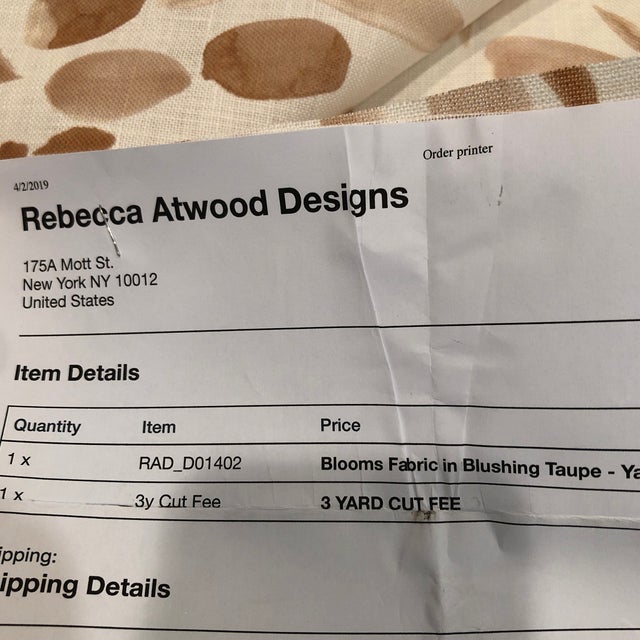 Order printer
4/2/2019
Rebecca Atwood Designs
175A Mott St.
New York NY 10012
United States
Item Details
Quantity Item Price
1 x RAD_D01402 Blooms Fabric in Blushing Taupe - Ya
1 x 3y Cut Fee 3 YARD CUT FEE
ipping:
ipping Details